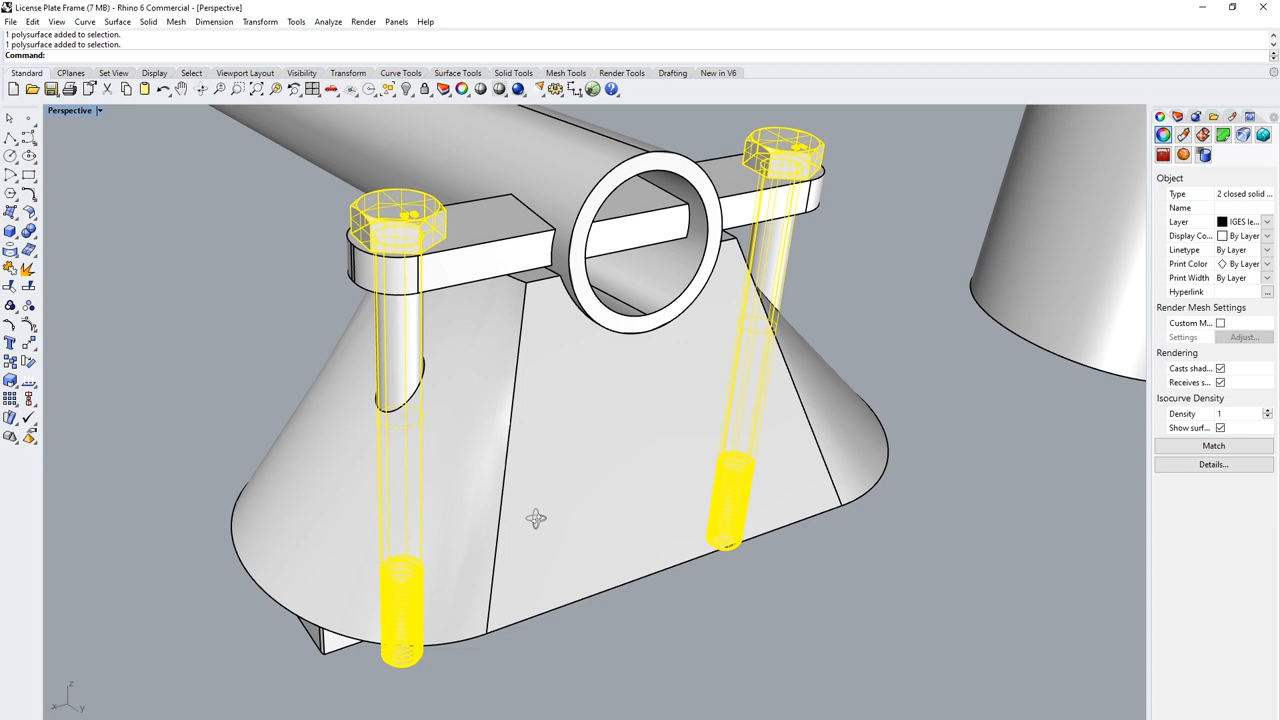 License Plate Frame (7 MB) - Rhino 6 Commercial - [Perspective]
File Edit View Curve Surface Solid Mesh Dimension Transform Tools Analyze Render Panels Help
1 polysurface added to selection.
1 polysurface added to selection.
Command:
Standard CPlanes Set View Display Select Viewport Layout Visibility Transform Curve Tools Surface Tools Solid Tools Mesh Tools Render Tools Drafting New in V6
Perspective
Object
Type 2 closed solid ...
Name
Layer IGES le...
Display Co... By Layer
Linetype By Layer
Print Color By Layer
Print Width By Layer
Hyperlink ...
Render Mesh Settings
Custom M...
Settings Adjust...
Rendering
Casts shad...
Receives s...
Isocurve Density
Density 1
Show surf...
Match
Details...
z
x y